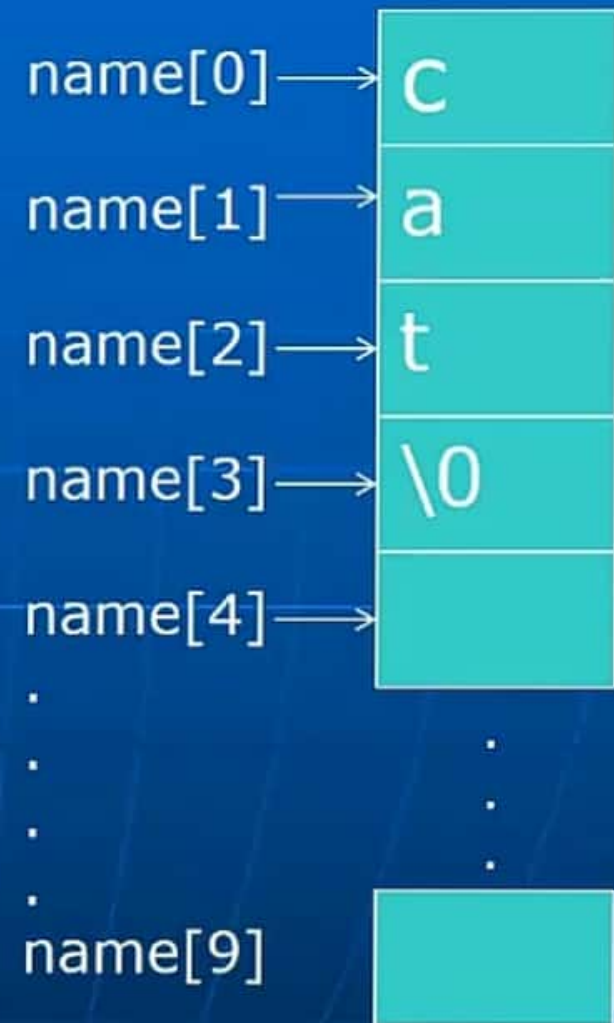 name[0] c
name[1] a
name[2] t
name[3] \0
name[4]
.
.
.
.
.
.
.
name[9]